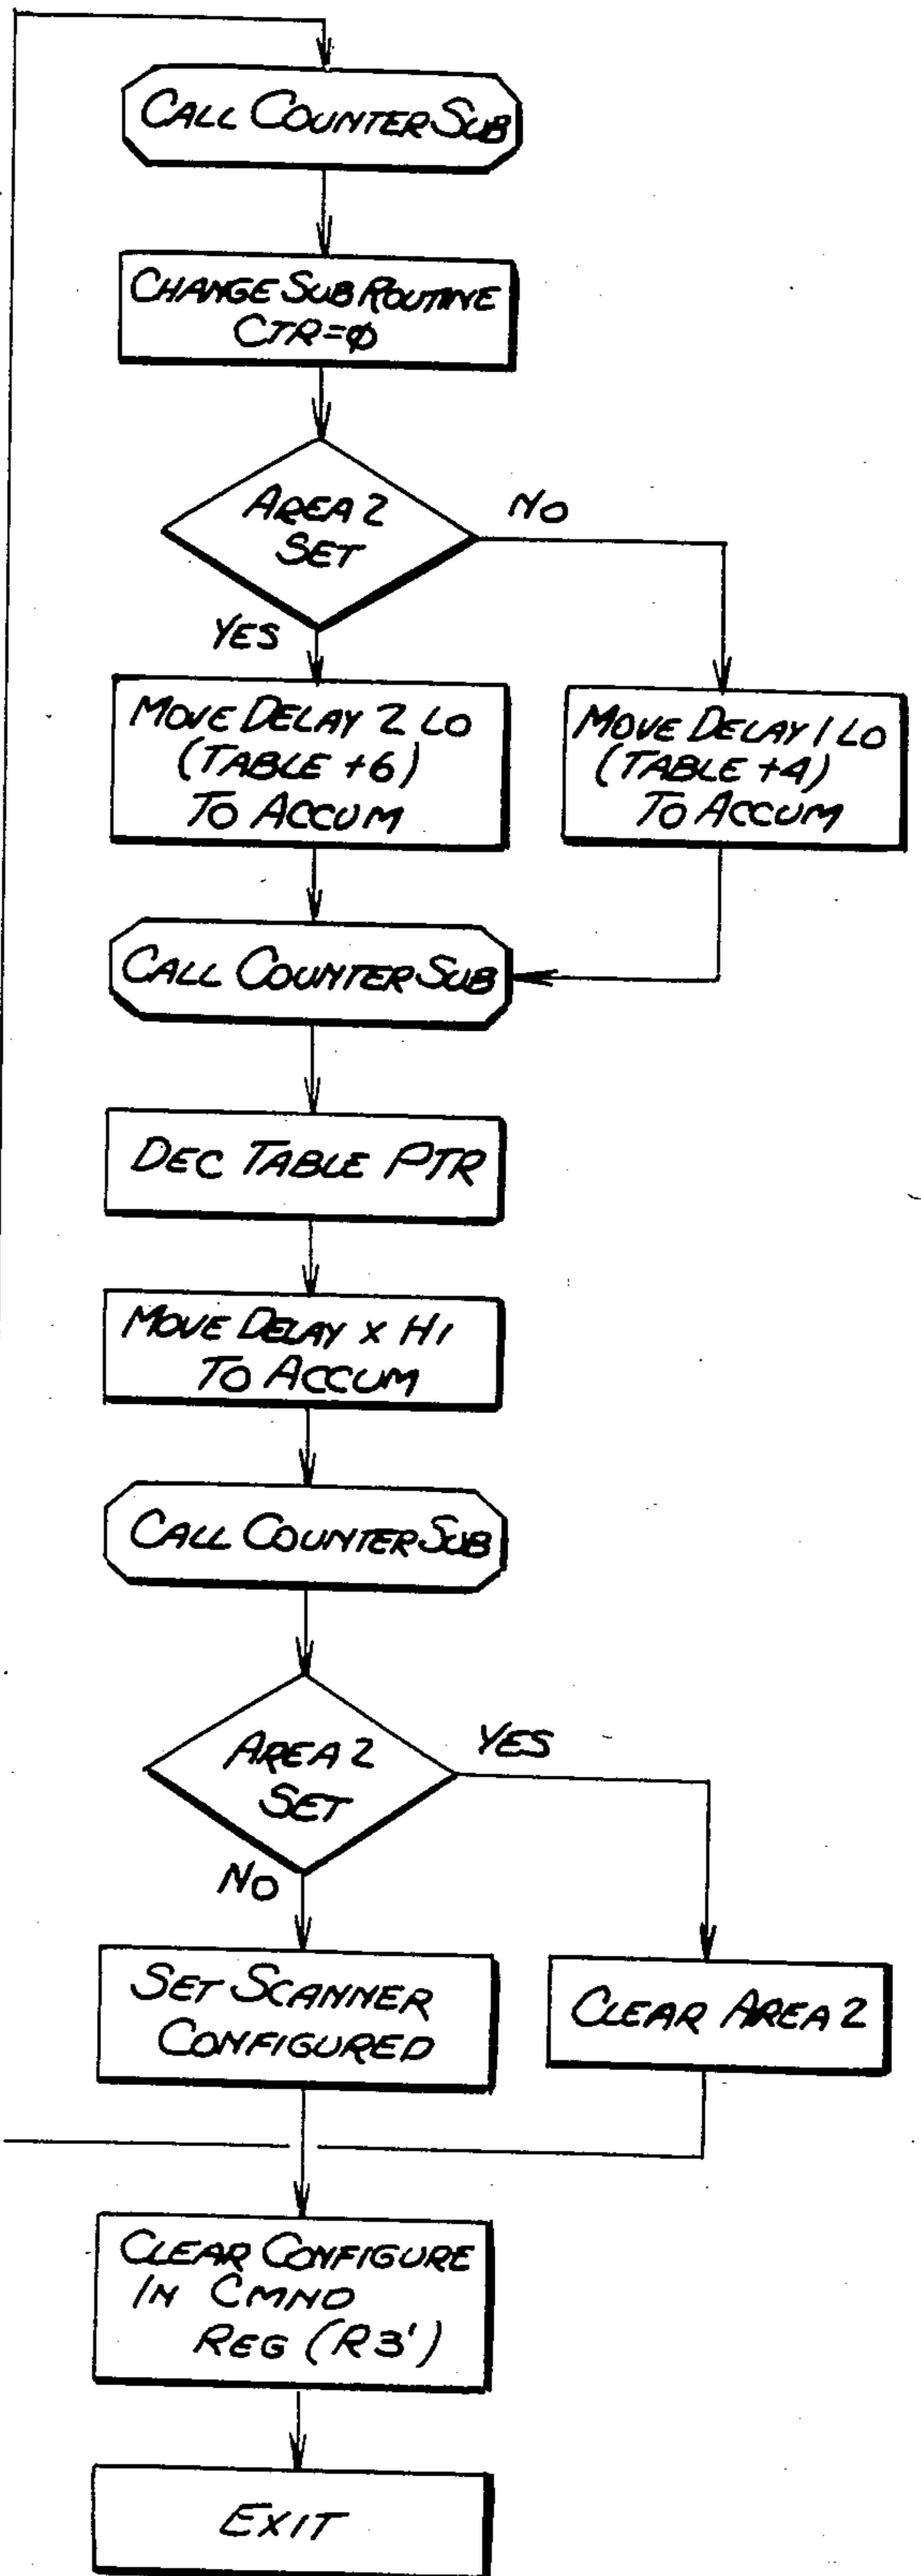 CALL COUNTER SUB
CHANGE SUB ROUTINE
CTR=φ
AREA 2
SET
NO
YES
MOVE DELAY 2 LO
(TABLE +6)
TO ACCUM
MOVE DELAY 1 LO
(TABLE +4)
TO ACCUM
CALL COUNTER SUB
DEC TABLE PTR
MOVE DELAY X HI
TO ACCUM
CALL COUNTER SUB
AREA 2
SET
YES
NO
SET SCANNER
CONFIGURED
CLEAR AREA 2
CLEAR CONFIGURE
IN CMND
REG (R3')
EXIT